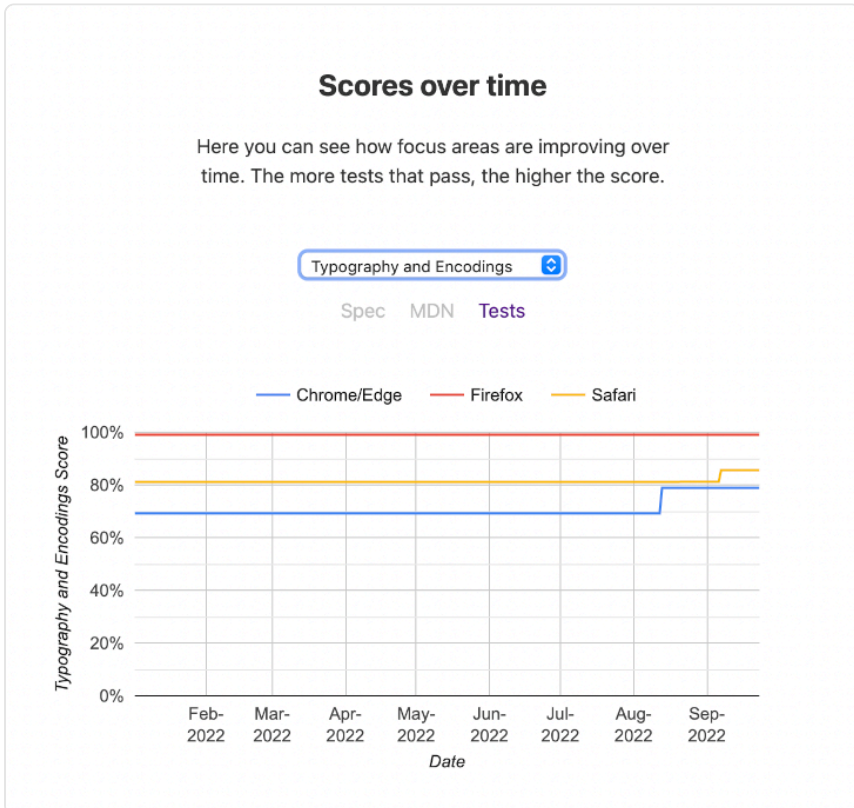 Scores over time
Here you can see how focus areas are improving over
time. The more tests that pass, the higher the score.
Typography and Encodings
Spec MDN Tests
Chrome/Edge Firefox Safari
Typography and Encodings Score
100%
80%
60%
40%
20%
0%
Feb- Mar- Apr- May- Jun- Jul- Aug- Sep-
2022 2022 2022 2022 2022 2022 2022 2022
Date